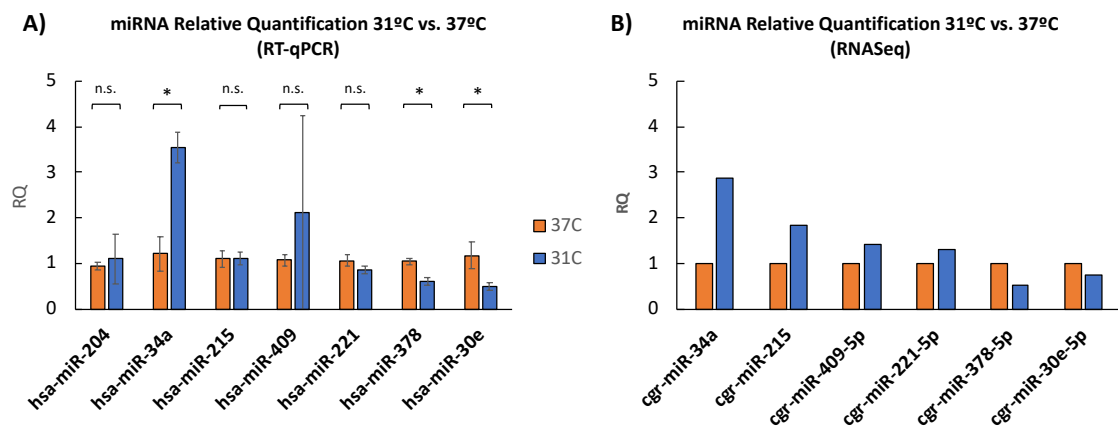 A)
miRNA Relative Quantification 31ºC vs. 37ºC
(RT-qPCR)
RQ
5
4
3
2
1
0
n.s.
*
n.s.
n.s.
n.s.
*
*
hsa-miR-204
hsa-miR-34a
hsa-miR-215
hsa-miR-409
hsa-miR-221
hsa-miR-378
hsa-miR-30e
37C
31C
B)
miRNA Relative Quantification 31ºC vs. 37ºC
(RNASeq)
RQ
5
4
3
2
1
0
cgr-miR-34a
cgr-miR-215
cgr-miR-409-5p
cgr-miR-221-5p
cgr-miR-378-5p
cgr-miR-30e-5p